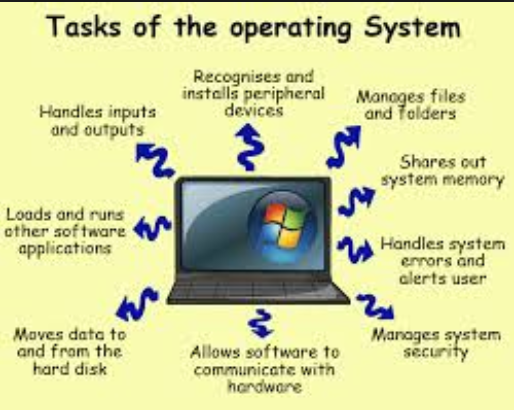 Tasks of the operating System
Recognises and
installs peripheral
devices
Manages files
and folders
Handles inputs
and outputs
Shares out
system memory
Loads and runs
other software
applications
Handles system
errors and
alerts user
Moves data to
and from the
hard disk
Allows software to
communicate with
hardware
Manages system
security